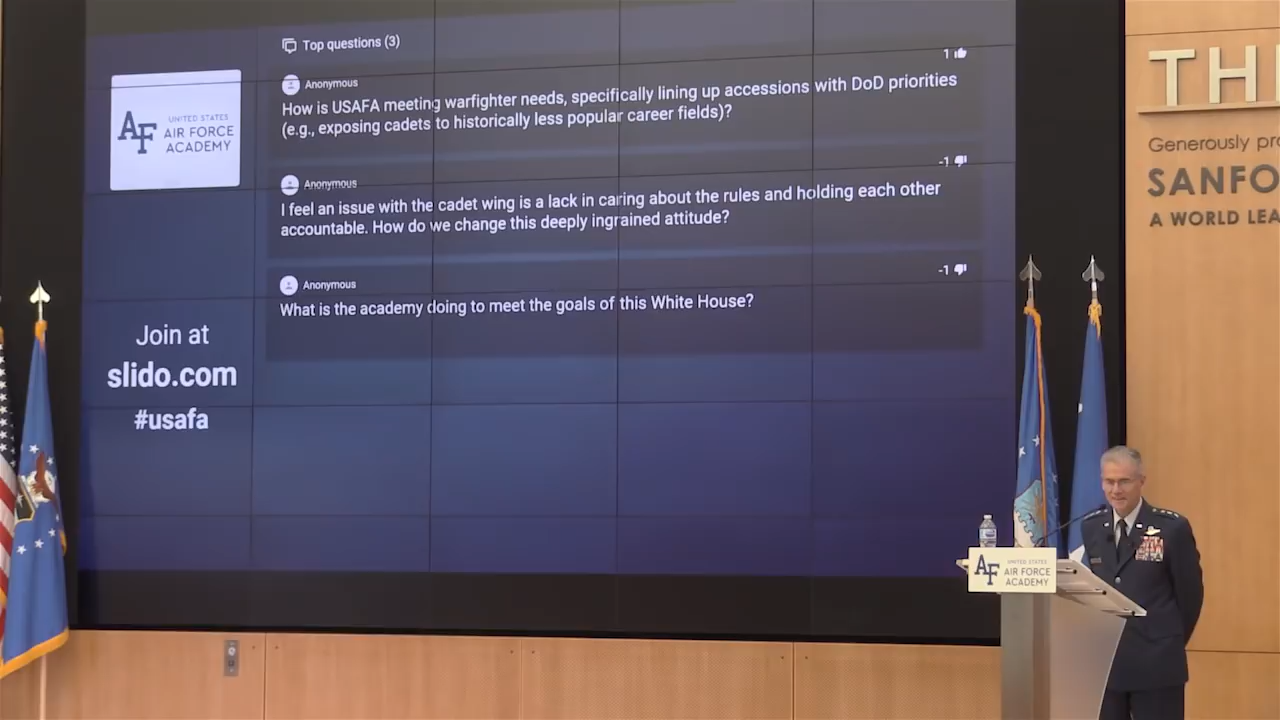 Top questions (3)
Anonymous
1
How is USAFA meeting warfighter needs, specifically lining up accessions with DoD priorities
(e.g., exposing cadets to historically less popular career fields)?
Anonymous
-1
I feel an issue with the cadet wing is a lack in caring about the rules and holding each other
accountable. How do we change this deeply ingrained attitude?
Anonymous
-1
What is the academy doing to meet the goals of this White House?
AF
UNITED STATES
AIR FORCE
ACADEMY
Join at
slido.com
#usafa
TH
Generously pr
SANFO
A WORLD LEA
AF
UNITED STATES
AIR FORCE
ACADEMY